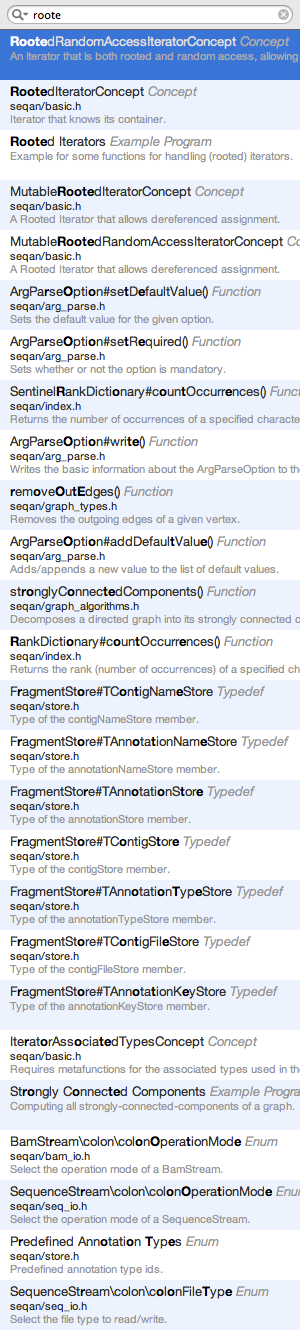 roote
RootedRandomAccessIteratorConcept Concept
An iterator that is both rooted and random access, allowing
RootedIteratorConcept Concept
seqan/basic.h
Iterator that knows its container.
Rooted Iterators Example Program
Example for some functions for handling (rooted) iterators.
MutableRootedIteratorConcept Concept
seqan/basic.h
A Rooted Iterator that allows dereferenced assignment.
MutableRootedRandomAccessIteratorConcept Co
seqan/basic.h
A Rooted Iterator that allows dereferenced assignment.
ArgParseOption#setDefaultValue() Function
seqan/arg_parse.h
Sets the default value for the given option.
ArgParseOption#setRequired() Function
seqan/arg_parse.h
Sets whether or not the option is mandatory.
SentinelRankDictionary#countOccurrences() Funct
seqan/index.h
Returns the number of occurrences of a specified characte
ArgParseOption#write() Function
seqan/arg_parse.h
Writes the basic information about the ArgParseOption to the
removeOutEdges() Function
seqan/graph_types.h
Removes the outgoing edges of a given vertex.
ArgParseOption#addDefaultValue() Function
seqan/arg_parse.h
Adds/appends a new value to the list of default values.
stronglyConnectedComponents() Function
seqan/graph_algorithms.h
Decomposes a directed graph into its strongly connected c
RankDictionary#countOccurrences() Function
seqan/index.h
Returns the rank (number of occurrences) of a specified ch
FragmentStore#TContigNameStore Typedef
seqan/store.h
Type of the contigNameStore member.
FragmentStore#TAnnotationNameStore Typedef
seqan/store.h
Type of the annotationNameStore member.
FragmentStore#TAnnotationStore Typedef
seqan/store.h
Type of the annotationStore member.
FragmentStore#TContigStore Typedef
seqan/store.h
Type of the contigStore member.
FragmentStore#TAnnotationTypeStore Typedef
seqan/store.h
Type of the annotationTypeStore member.
FragmentStore#TContigFileStore Typedef
seqan/store.h
Type of the contigFileStore member.
FragmentStore#TAnnotationKeyStore Typedef
Type of the annotationKeyStore member.
IteratorAssociatedTypesConcept Concept
seqan/basic.h
Requires metafunctions for the associated types used in the
Strongly Connected Components Example Progra
Computing all strongly-connected-components of a graph.
BamStream\colon\colonOperationMode Enum
seqan/bam_io.h
Select the operation mode of a BamStream.
SequenceStream\colon\colonOperationMode Enum
seqan/seq_io.h
Select the operation mode of a SequenceStream.
Predefined Annotation Types Enum
seqan/store.h
Predefined annotation type ids.
SequenceStream\colon\colonFileType Enum
seqan/seq_io.h
Select the file type to read/write.